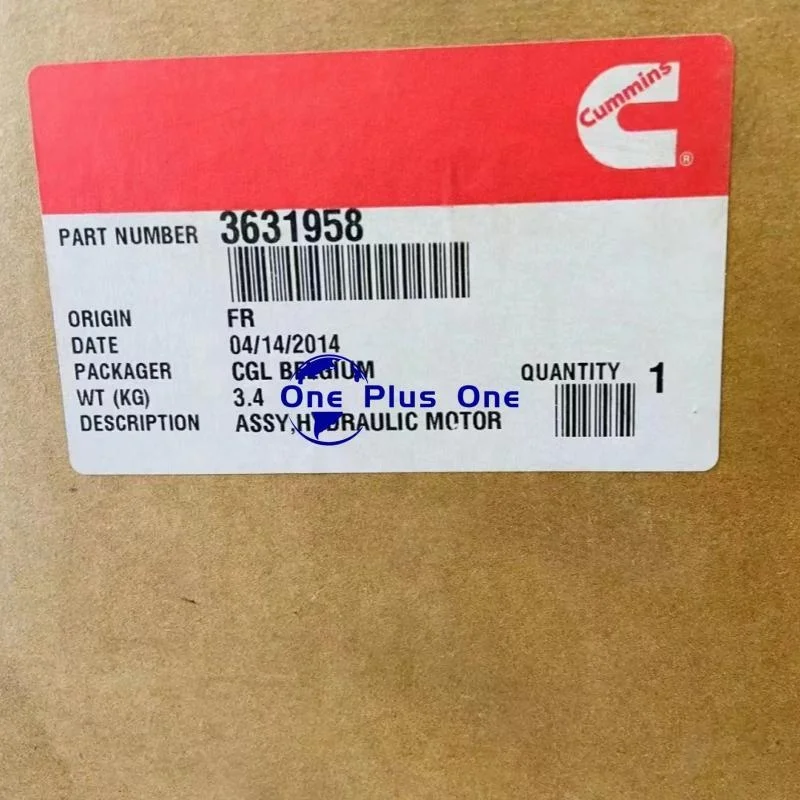 Cummins
®
PART NUMBER 3631958
ORIGIN FR
DATE 04/14/2014
PACKAGER CGL BELGIUM QUANTITY 1
WT (KG) 3.4
One Plus One
DESCRIPTION ASSY,HYDRAULIC MOTOR